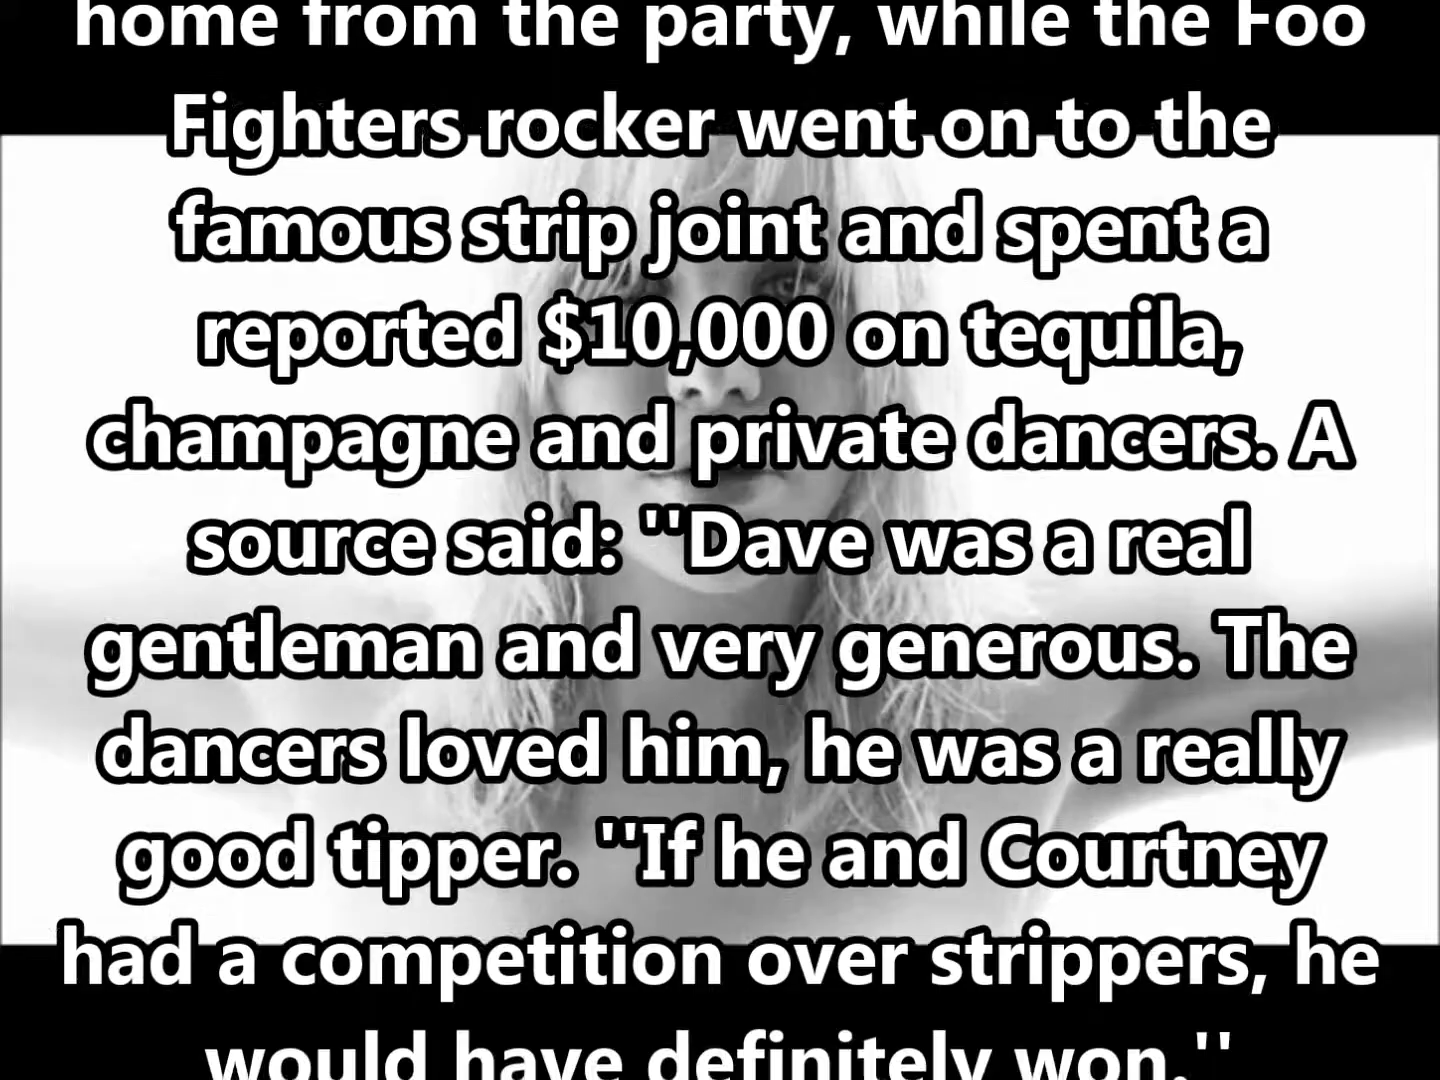 home from the party, while the Foo
Fighters rocker went on to the
famous strip joint and spent a
reported $10,000 on tequila,
champagne and private dancers. A
source said: ''Dave was a real
gentleman and very generous. The
dancers loved him, he was a really
good tipper. ''If he and Courtney
had a competition over strippers, he
would have definitely won.''